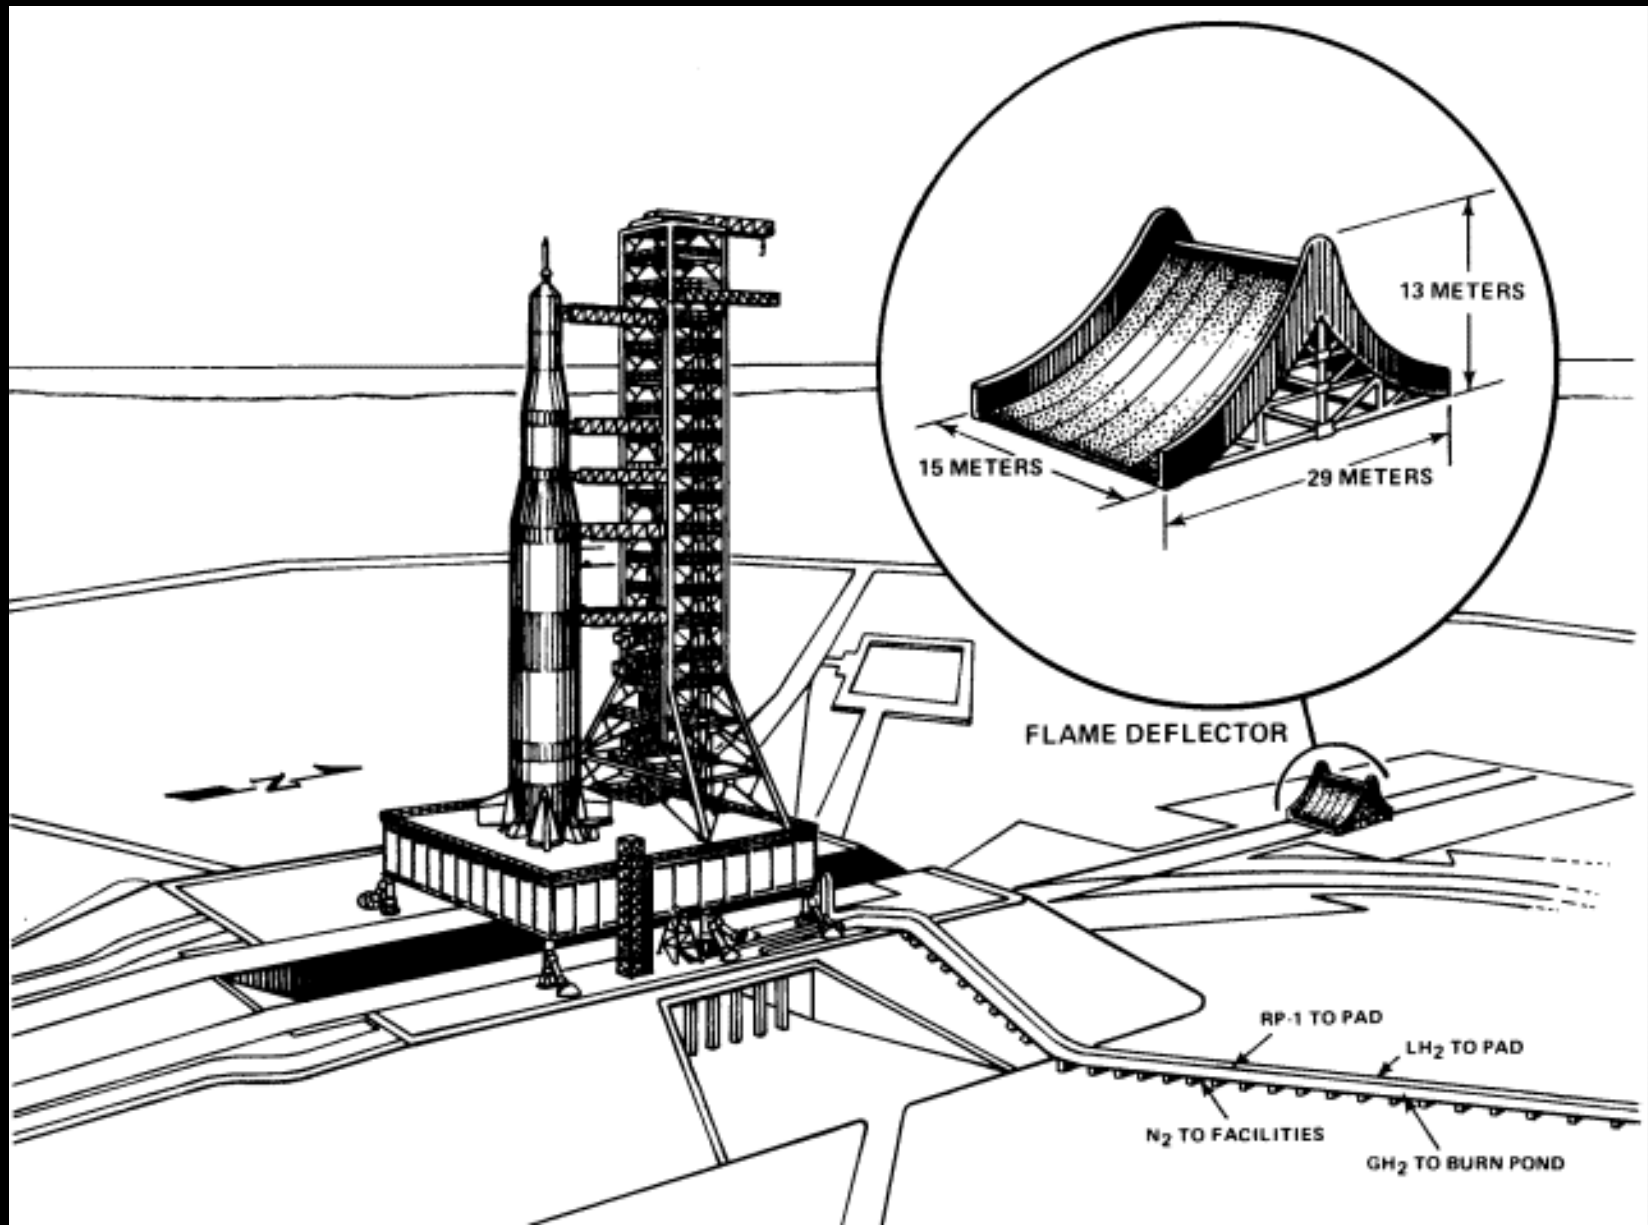 13 METERS
15 METERS
29 METERS
FLAME DEFLECTOR
N
RP-1 TO PAD
LH₂ TO PAD
N₂ TO FACILITIES
GH₂ TO BURN POND